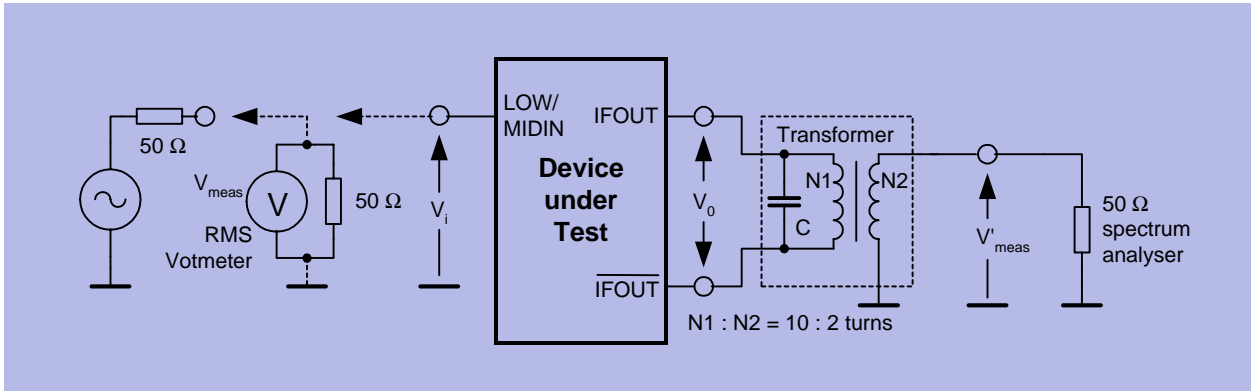 50 Ω
V_meas
V
RMS
Votmeter
50 Ω
V_i
LOW/
MIDIN
IFOUT
Device
under
Test
IFOUT
V_0
Transformer
N1
N2
C
N1 : N2 = 10 : 2 turns
V'_meas
50 Ω
spectrum
analyser